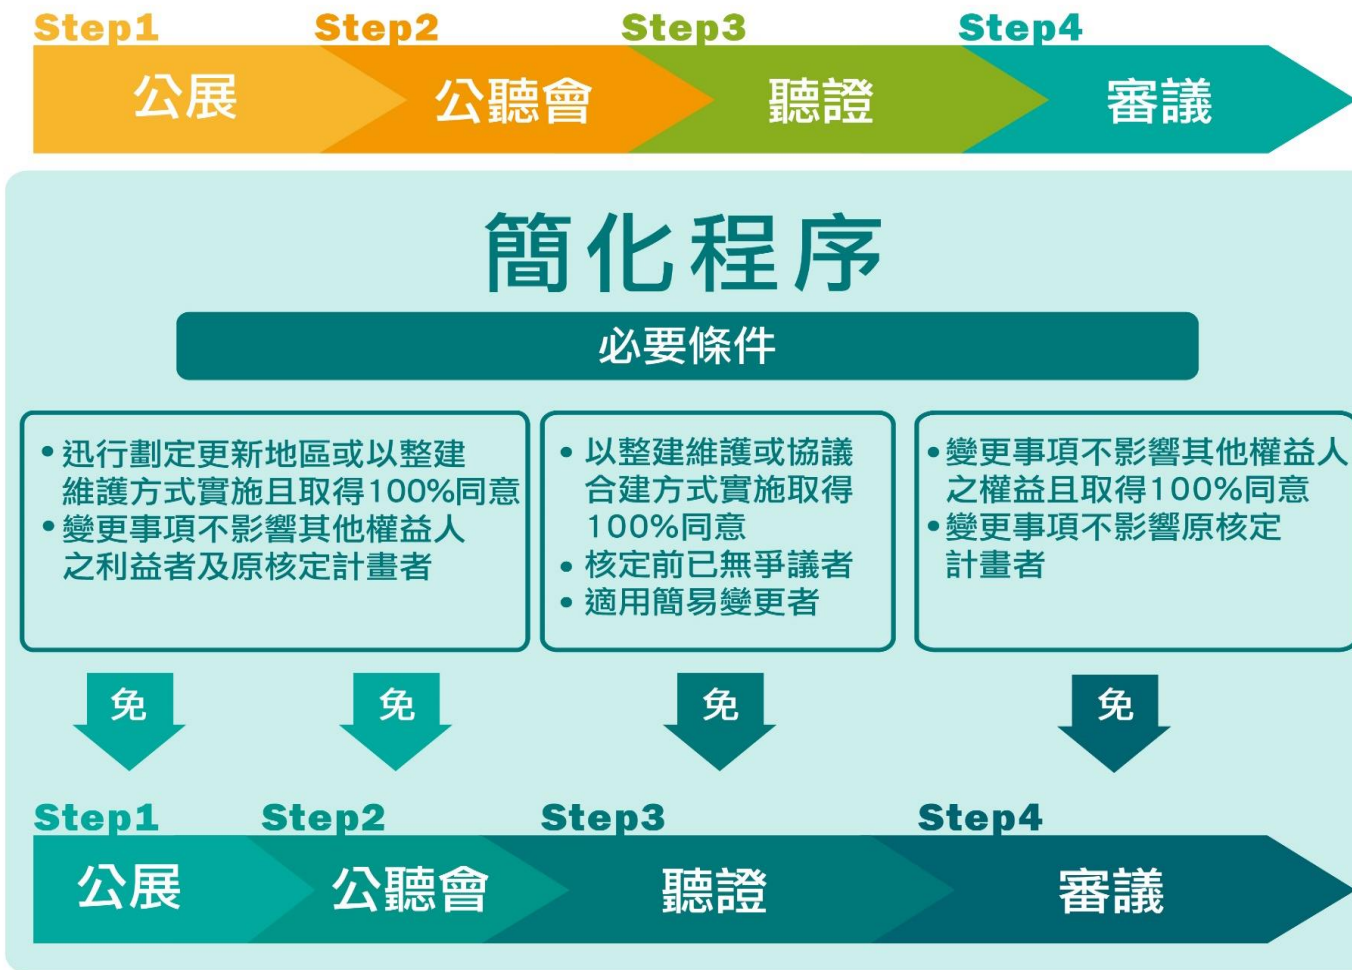 Step1 Step2 Step3 Step4
公展 公聽會 聽證 審議
簡化程序
必要條件
•迅行劃定更新地區或以整建
維護方式實施且取得100%同意
•變更事項不影響其他權益人
之利益者及原核定計畫者
•以整建維護或協議
合建方式實施取得
100%同意
•核定前已無爭議者
•適用簡易變更者
•變更事項不影響其他權益人
之權益且取得100%同意
•變更事項不影響原核定
計畫者
免 免 免 免
Step1 Step2 Step3 Step4
公展 公聽會 聽證 審議